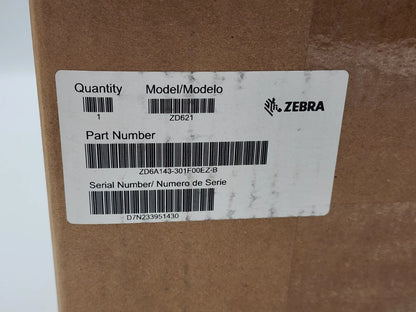 Quantity Model/Modelo
1 ZD621
ZEBRA
Part Number
ZD6A143-301F00EZ-B
Serial Number/ Numero de Serie
D7N233951430